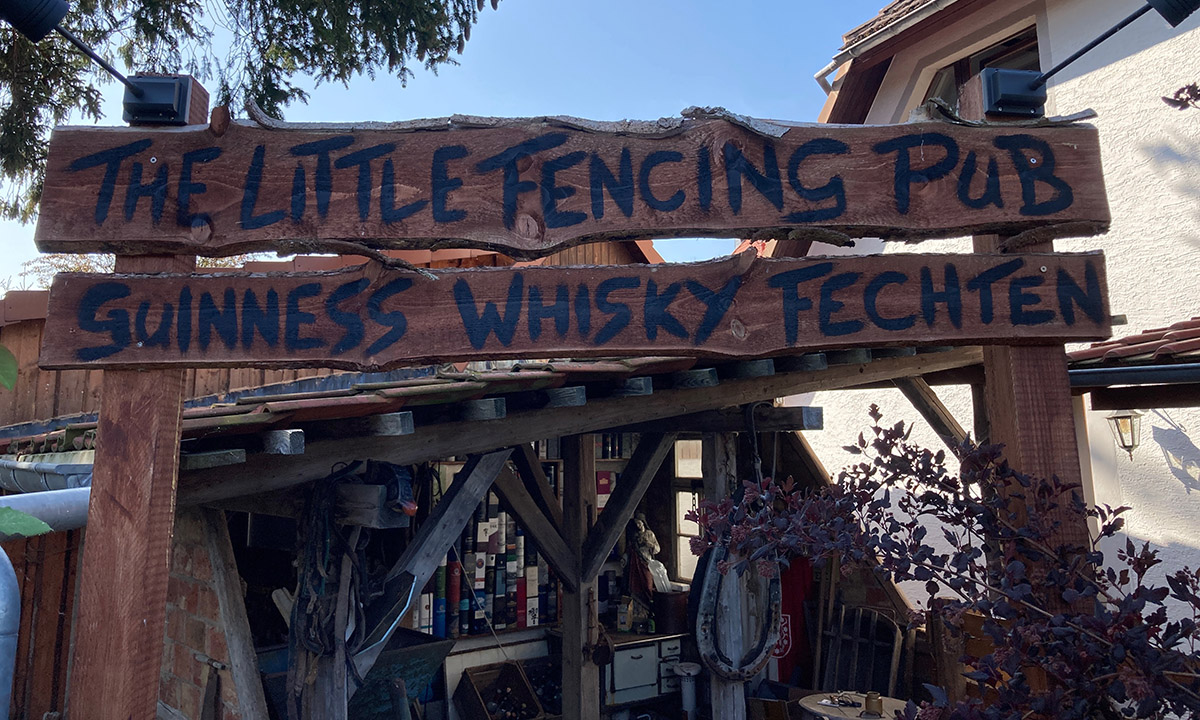 The Little Fencing Pub
Guinness Whisky Fechten